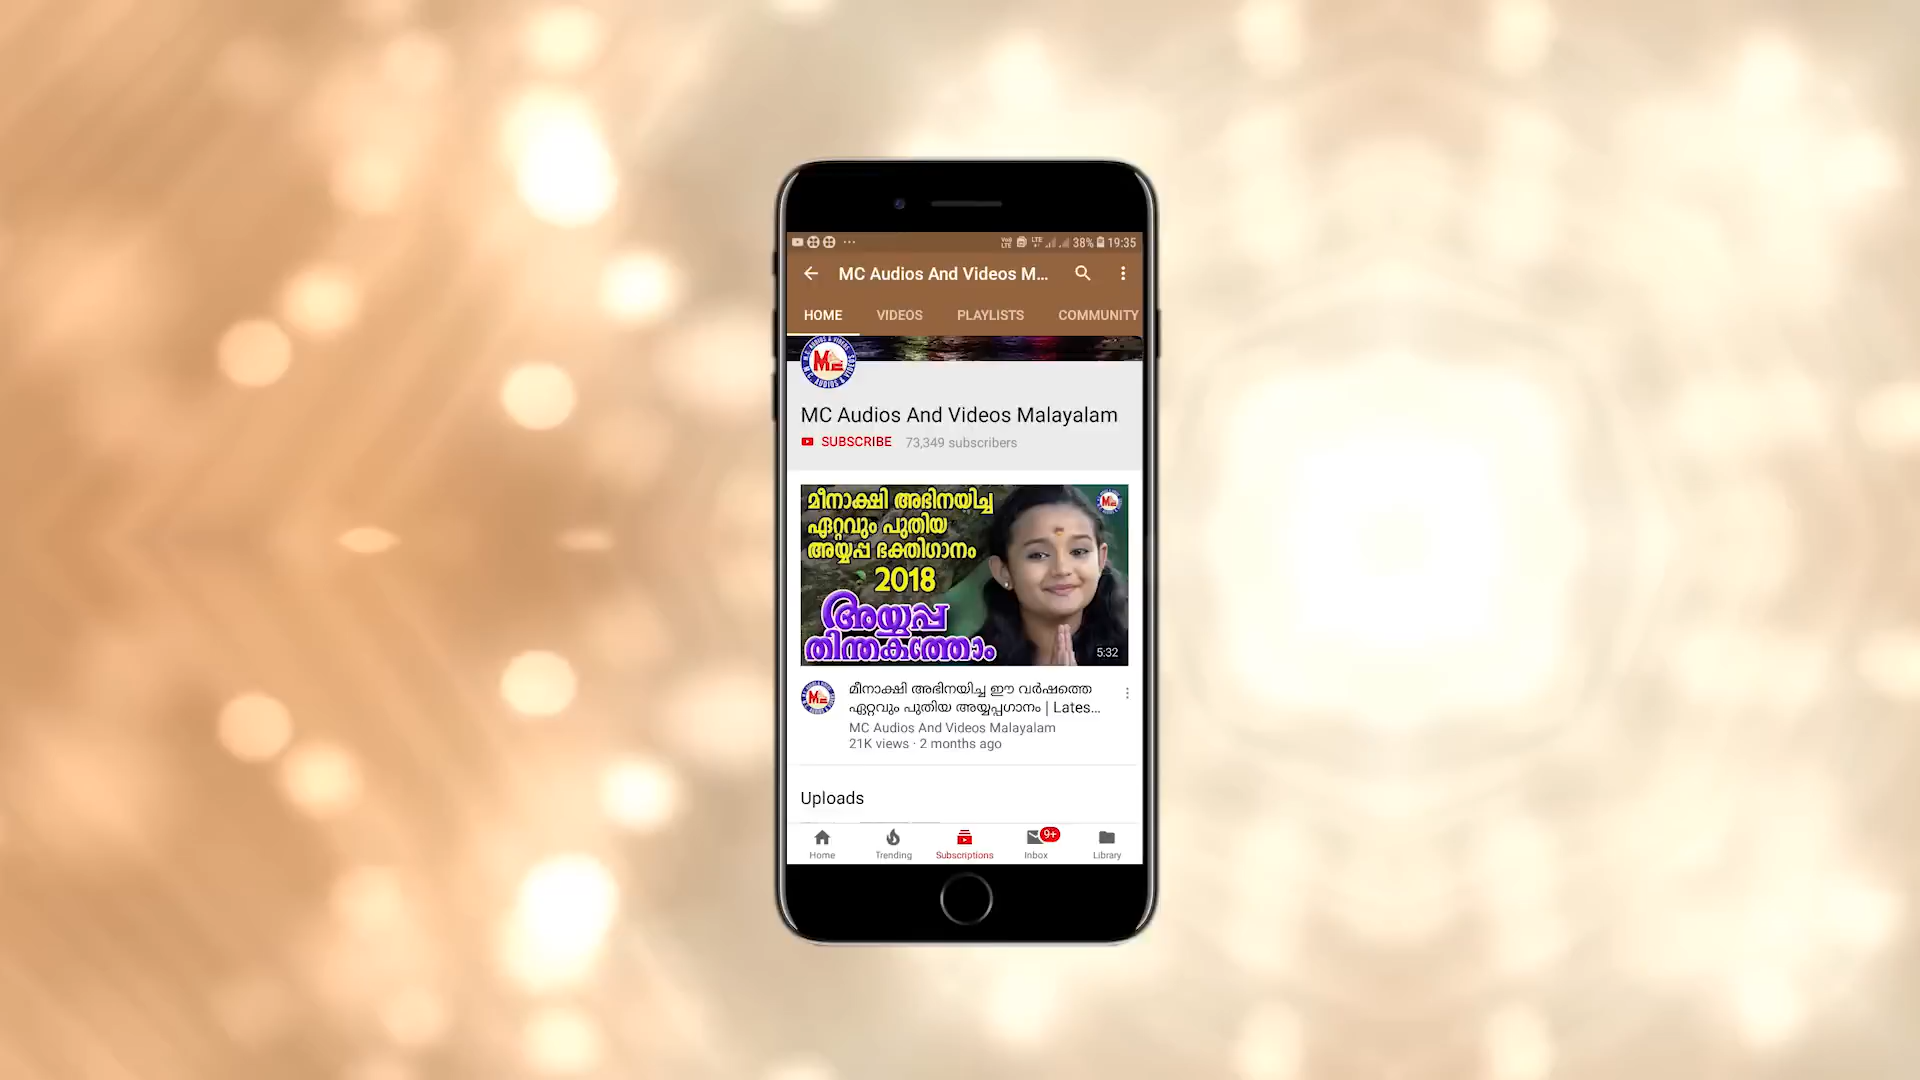 38% 19:35
MC Audios And Videos M...
HOME VIDEOS PLAYLISTS COMMUNITY
MC Audios And Videos Malayalam
SUBSCRIBE 73,349 subscribers
മീനാക്ഷി അഭിനയിച്ച
ഏറ്റവും പുതിയ
അയ്യപ്പ ഭക്തിഗാനം
2018
അയ്യപ്പ
തിന്തകത്തോം
5:32
മീനാക്ഷി അഭിനയിച്ച ഈ വർഷത്തെ
ഏറ്റവും പുതിയ അയ്യപ്പഗാനം | Lates...
MC Audios And Videos Malayalam
21K views · 2 months ago
Uploads
9+
Home Trending Subscriptions Inbox Library